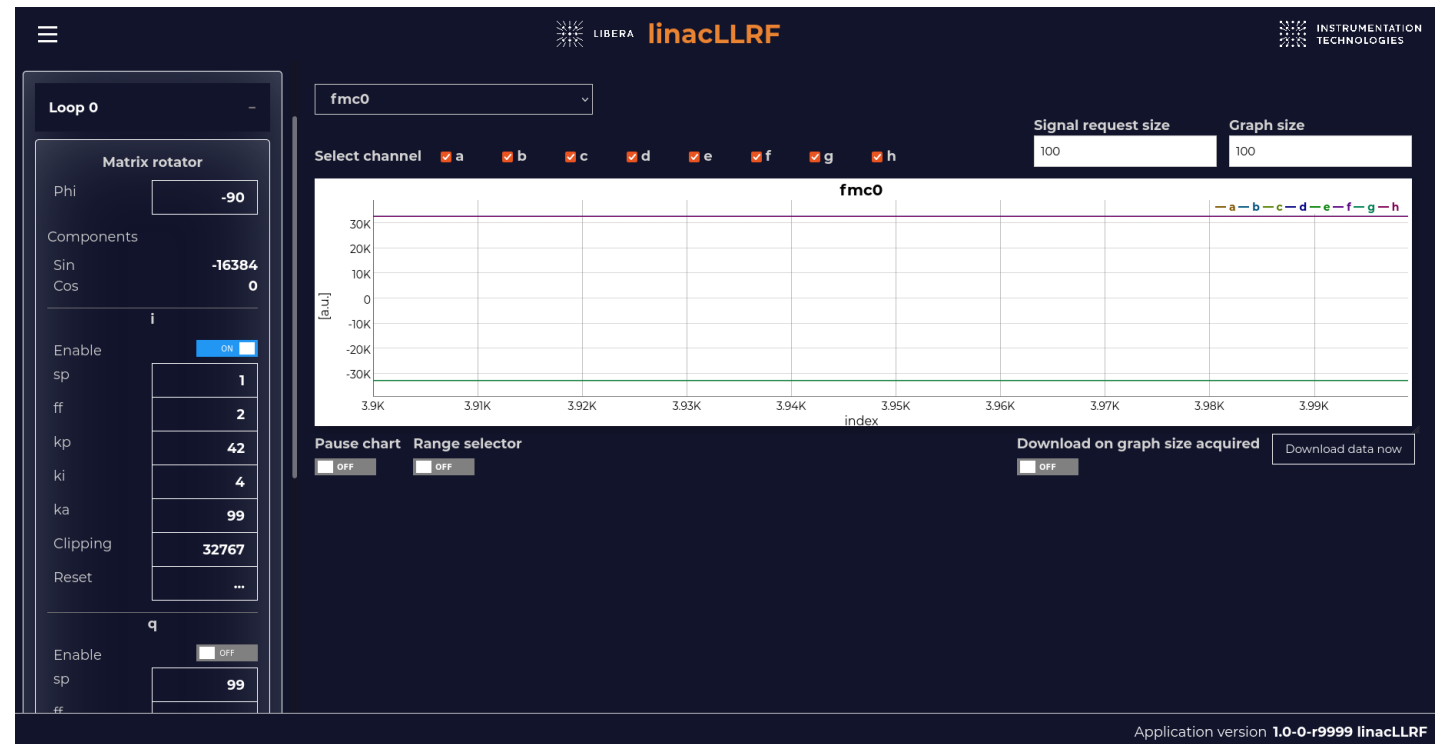 LIBERA linacLLRF
INSTRUMENTATION
TECHNOLOGIES
Loop 0 –
Matrix rotator
Phi -90
Components
Sin -16384
Cos 0
i
Enable ON
sp 1
ff 2
kp 42
ki 4
ka 99
Clipping 32767
Reset ...
q
Enable OFF
sp 99
ff
fmc0
Signal request size Graph size
100 100
Select channel a b c d e f g h
fmc0
a b c d e f g h
30K
20K
10K
0
-10K
-20K
-30K
[a.u.]
3.9K 3.91K 3.92K 3.93K 3.94K 3.95K 3.96K 3.97K 3.98K 3.99K
index
Pause chart Range selector
OFF OFF
Download on graph size acquired
OFF
Download data now
Application version 1.0-0-r9999 linacLLRF